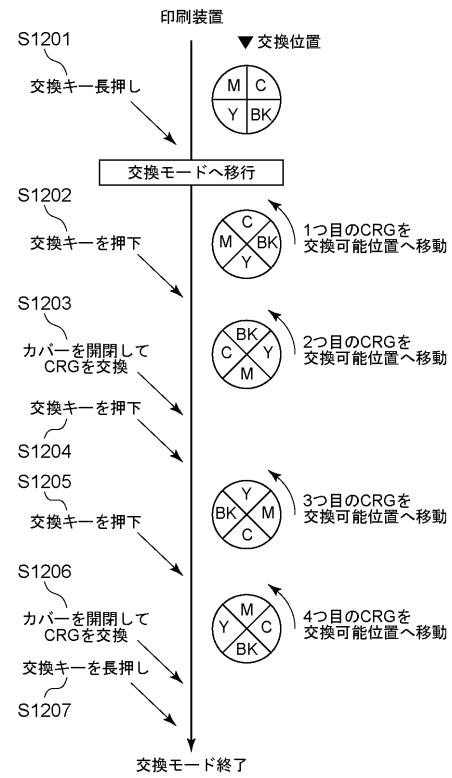 印刷装置
▼交換位置
S1201
交換キー長押し
M C
Y BK
交換モードへ移行
S1202
交換キーを押下
C
M BK
Y
1つ目のCRGを
交換可能位置へ移動
S1203
カバーを開閉して
CRGを交換
BK
C Y
M
2つ目のCRGを
交換可能位置へ移動
交換キーを押下
S1204
S1205
交換キーを押下
Y
BK M
C
3つ目のCRGを
交換可能位置へ移動
S1206
カバーを開閉して
CRGを交換
M
Y C
BK
4つ目のCRGを
交換可能位置へ移動
交換キーを長押し
S1207
交換モード終了